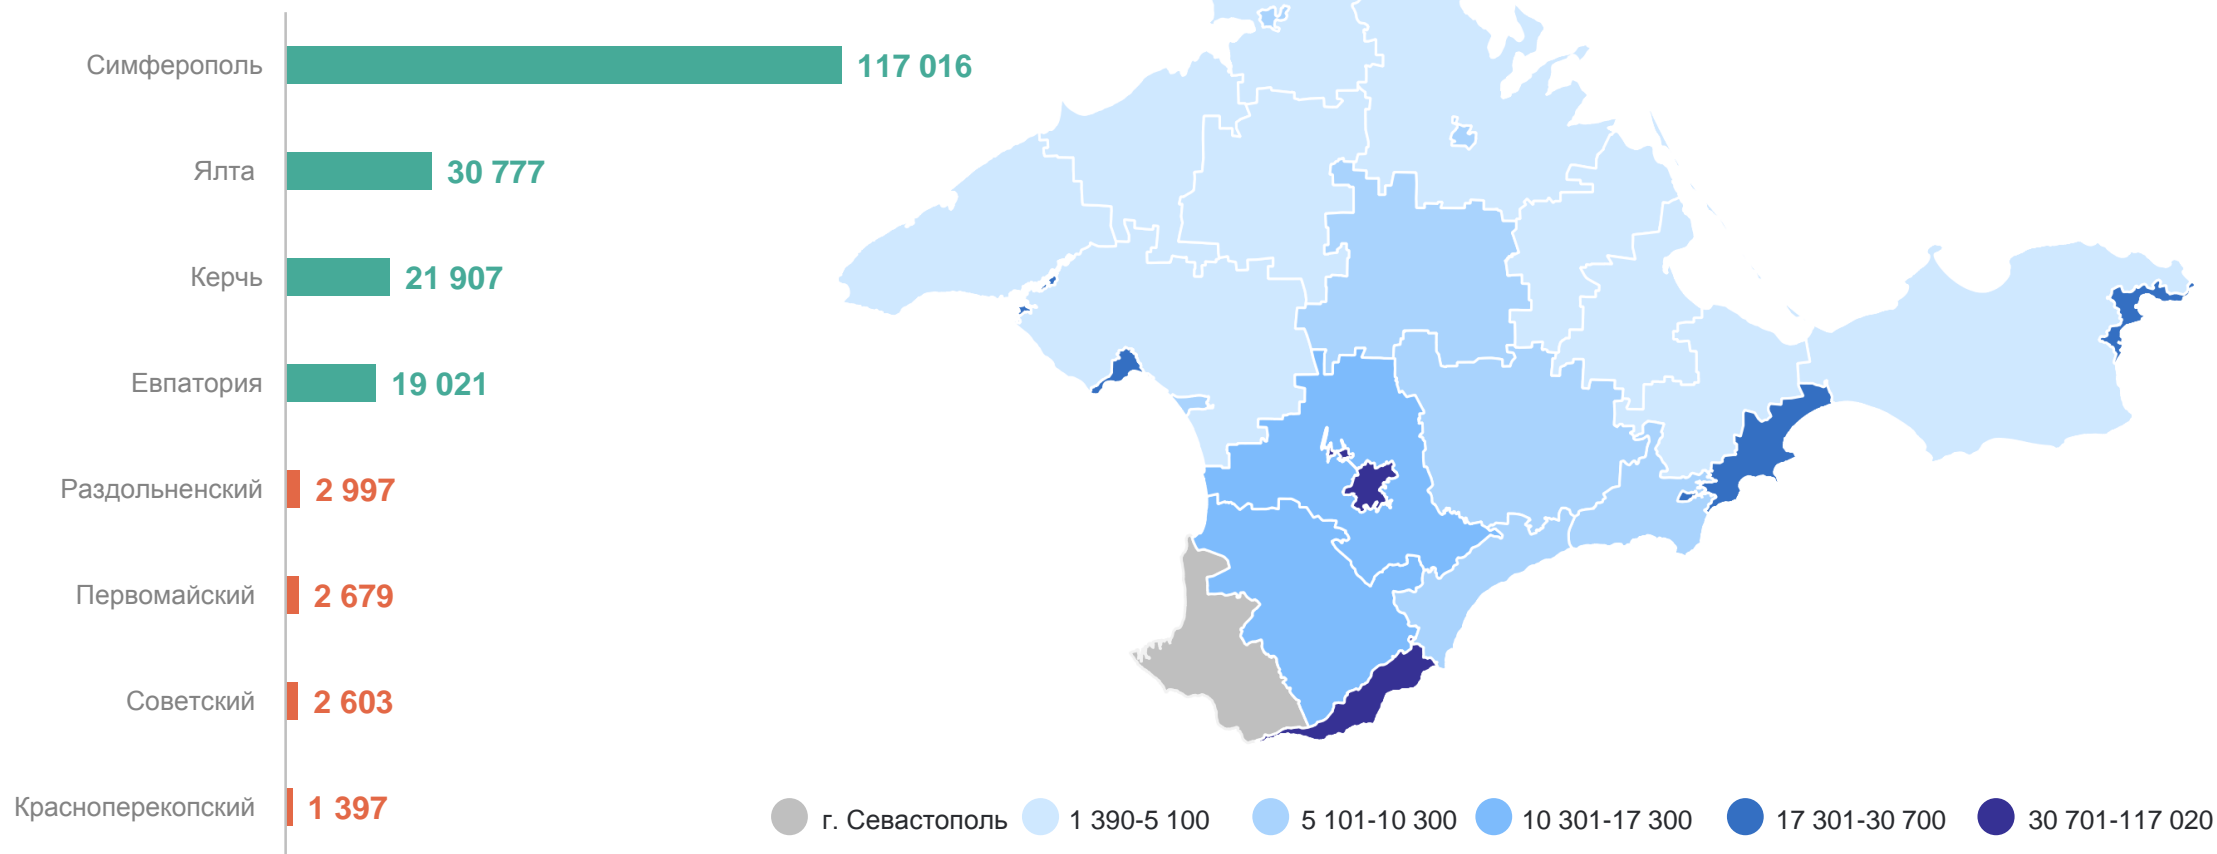 Симферополь 117 016
Ялта 30 777
Керчь 21 907
Евпатория 19 021
Раздольненский 2 997
Первомайский 2 679
Советский 2 603
Красноперекопский 1 397
г. Севастополь 1 390-5 100 5 101-10 300 10 301-17 300 17 301-30 700 30 701-117 020